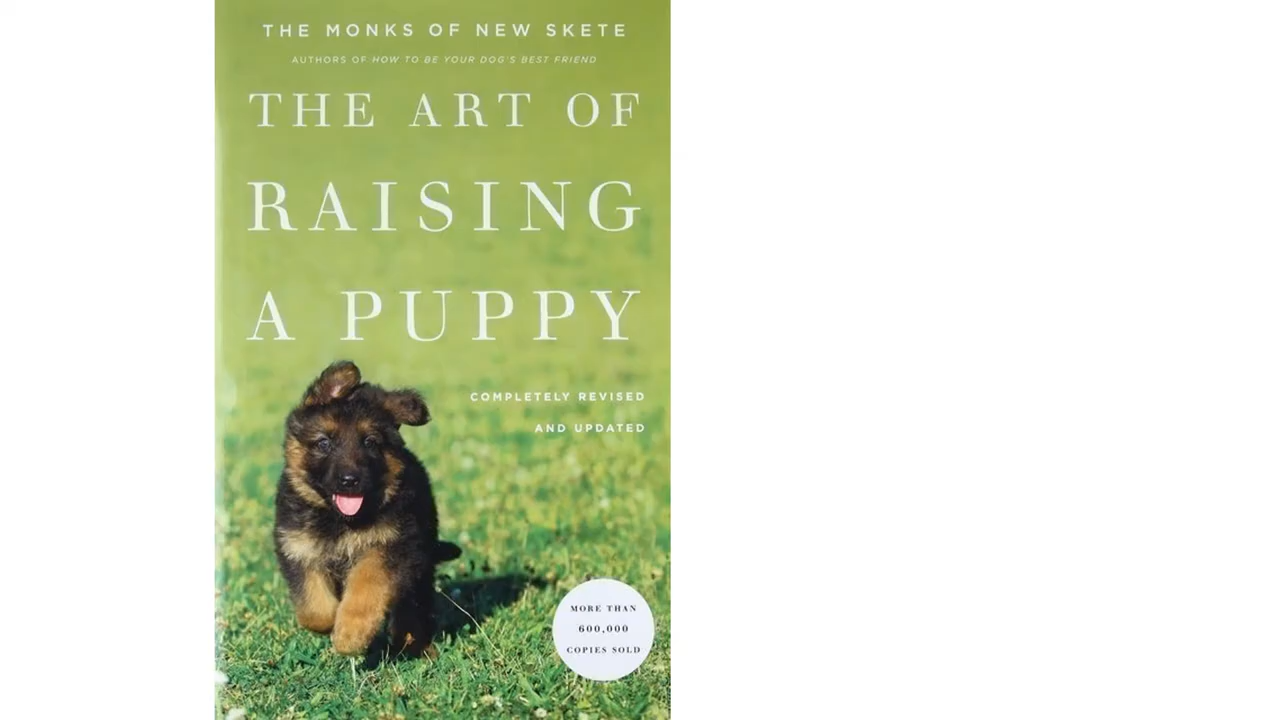 THE MONKS OF NEW SKETE
AUTHORS OF HOW TO BE YOUR DOG'S BEST FRIEND
THE ART OF
RAISING
A PUPPY
COMPLETELY REVISED
AND UPDATED
MORE THAN
600,000
COPIES SOLD